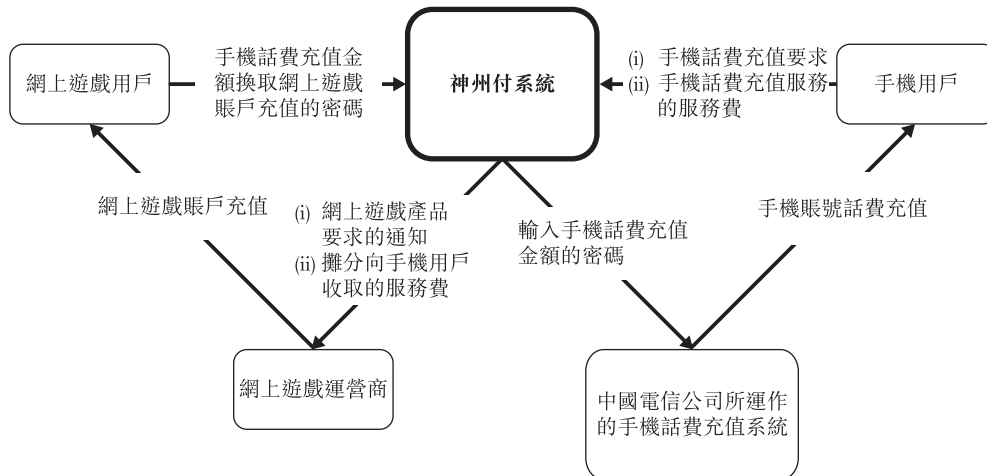 手機話費充值金
額換取網上遊戲
賬戶充值的密碼
網上遊戲用戶
神州付系統
(i) 手機話費充值要求
(ii) 手機話費充值服務
的服務費
手機用戶
網上遊戲賬戶充值
(i) 網上遊戲產品
要求的通知
(ii) 攤分向手機用戶
收取的服務費
輸入手機話費充值
金額的密碼
手機賬號話費充值
網上遊戲運營商
中國電信公司所運作
的手機話費充值系統